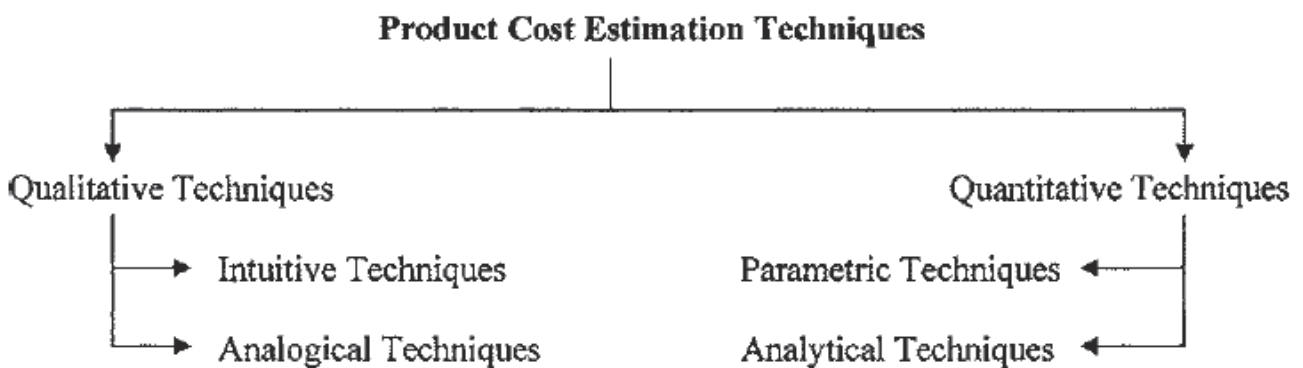 Product Cost Estimation Techniques
Qualitative Techniques
Quantitative Techniques
Intuitive Techniques
Parametric Techniques
Analogical Techniques
Analytical Techniques